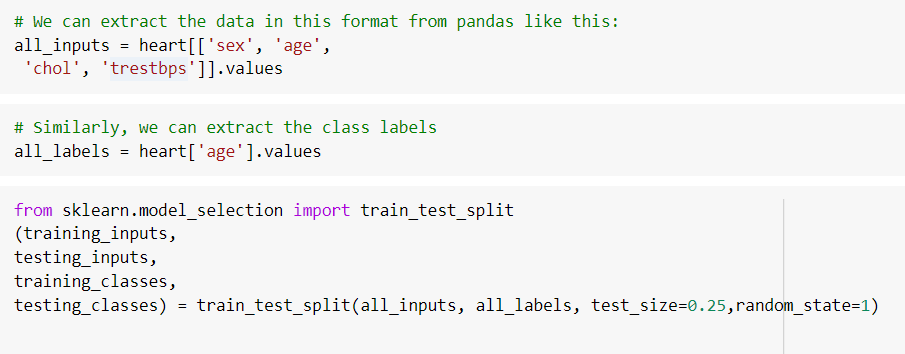 # We can extract the data in this format from pandas like this:
all_inputs = heart[['sex', 'age',
 'chol', 'trestbps']].values
# Similarly, we can extract the class labels
all_labels = heart['age'].values
from sklearn.model_selection import train_test_split
(training_inputs,
testing_inputs,
training_classes,
testing_classes) = train_test_split(all_inputs, all_labels, test_size=0.25,random_state=1)